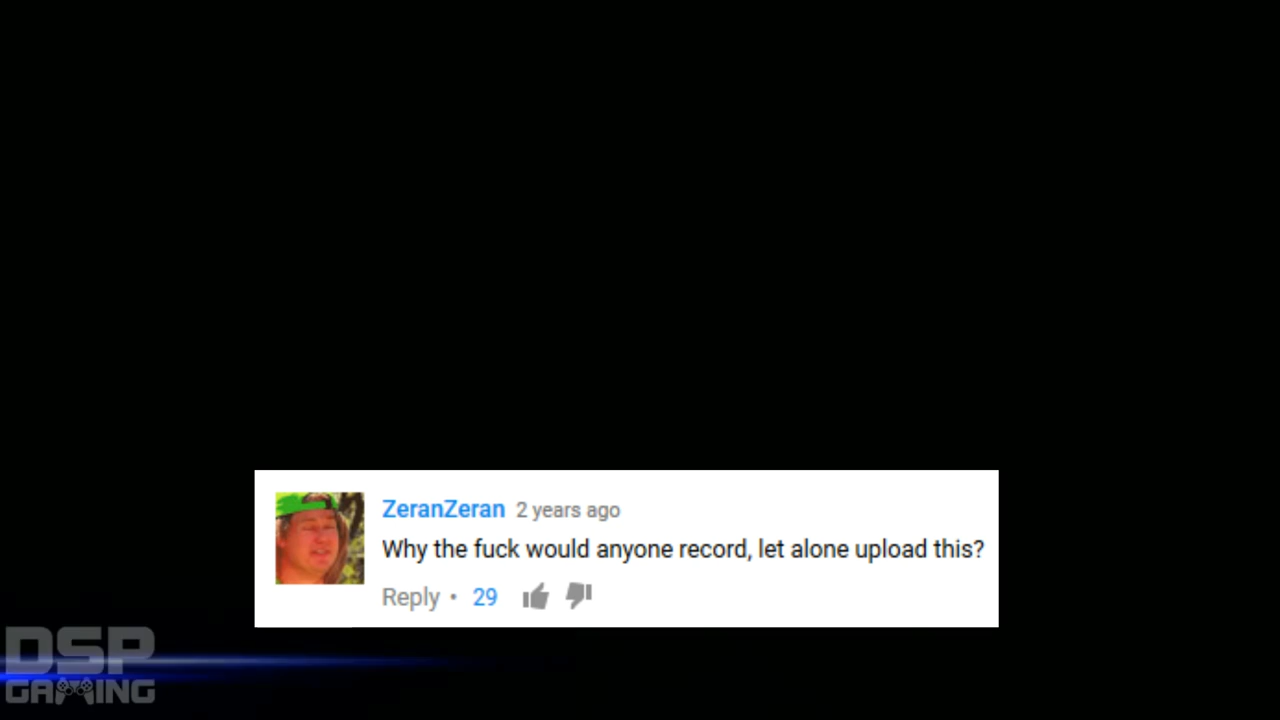 ZeranZeran 2 years ago
Why the fuck would anyone record, let alone upload this?
Reply • 29
DSP
GAMING